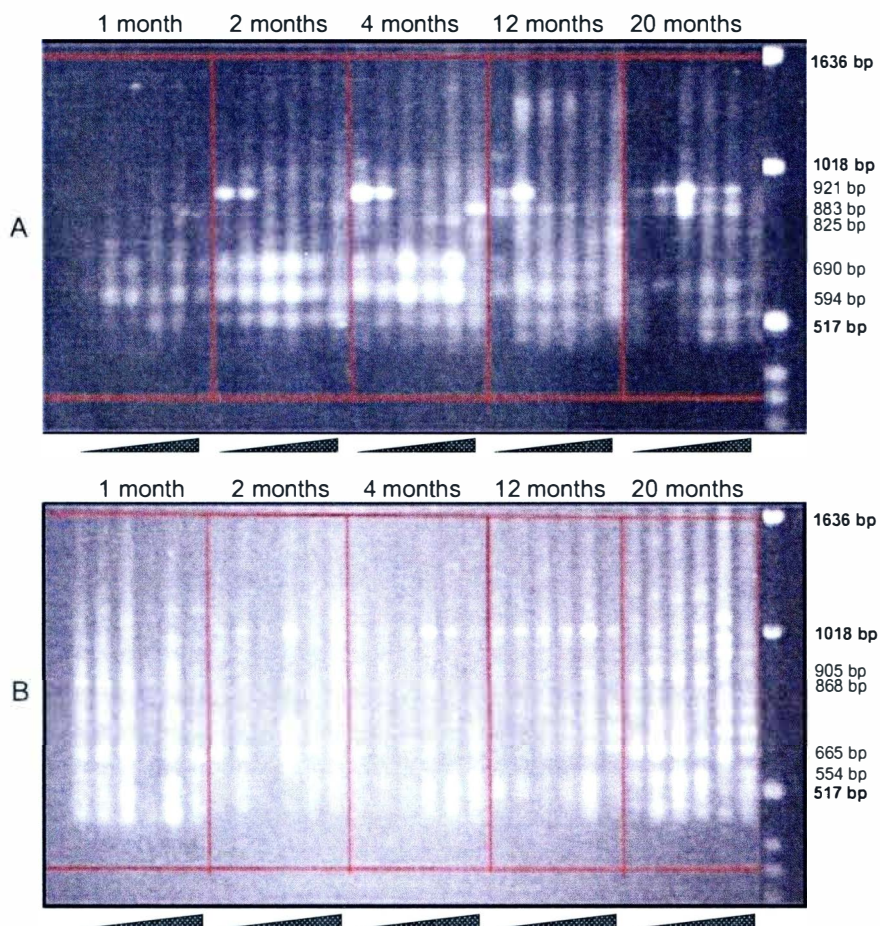 1 month 2 months 4 months 12 months 20 months
A
1636 bp
1018 bp
921 bp
883 bp
825 bp
690 bp
594 bp
517 bp
1 month 2 months 4 months 12 months 20 months
B
1636 bp
1018 bp
905 bp
868 bp
665 bp
554 bp
517 bp